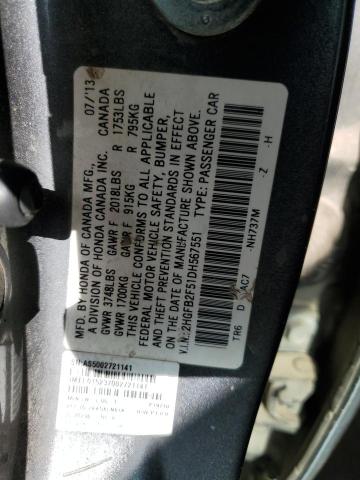 MFD. BY HONDA OF CANADA MFG., 07/'13
A DIVISION OF HONDA CANADA INC. CANADA
GVWR 3748LBS GAWR F 2018LBS R 1753LBS
GVWR 1700KG GAWR F 915KG R 795KG
THIS VEHICLE CONFORMS TO ALL APPLICABLE
FEDERAL MOTOR VEHICLE SAFETY, BUMPER,
AND THEFT PREVENTION STANDARDS IN EFFECT
ON THE DATE OF MANUFACTURE SHOWN ABOVE.
V.I.N.: 2HGFB2F51DH567551 TYPE: PASSENGER CAR
TR6 D AC7 -NH737M -Z -H
AS5002721141